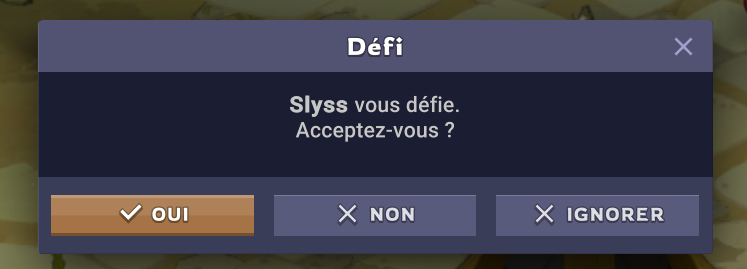 Défi
Slyss vous défie.
Acceptez-vous ?
OUI
NON
IGNORER